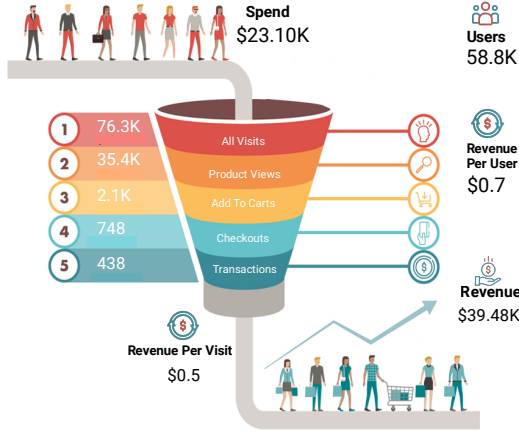 Spend
$23.10K
Users
58.8K
1 76.3K All Visits
2 35.4K Product Views
3 2.1K Add To Carts
4 748 Checkouts
5 438 Transactions
Revenue
Per User
$0.7
Revenue
$39.48K
Revenue Per Visit
$0.5